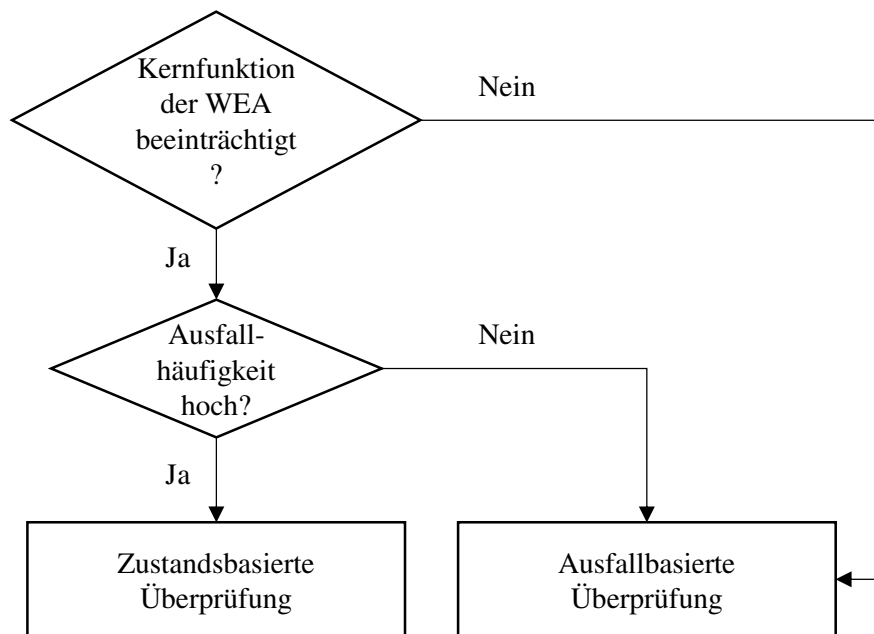 Kernfunktion
der WEA
beeinträchtigt
?
Nein
Ja
Ausfall-
häufigkeit
hoch?
Nein
Ja
Zustandsbasierte
Überprüfung
Ausfallbasierte
Überprüfung